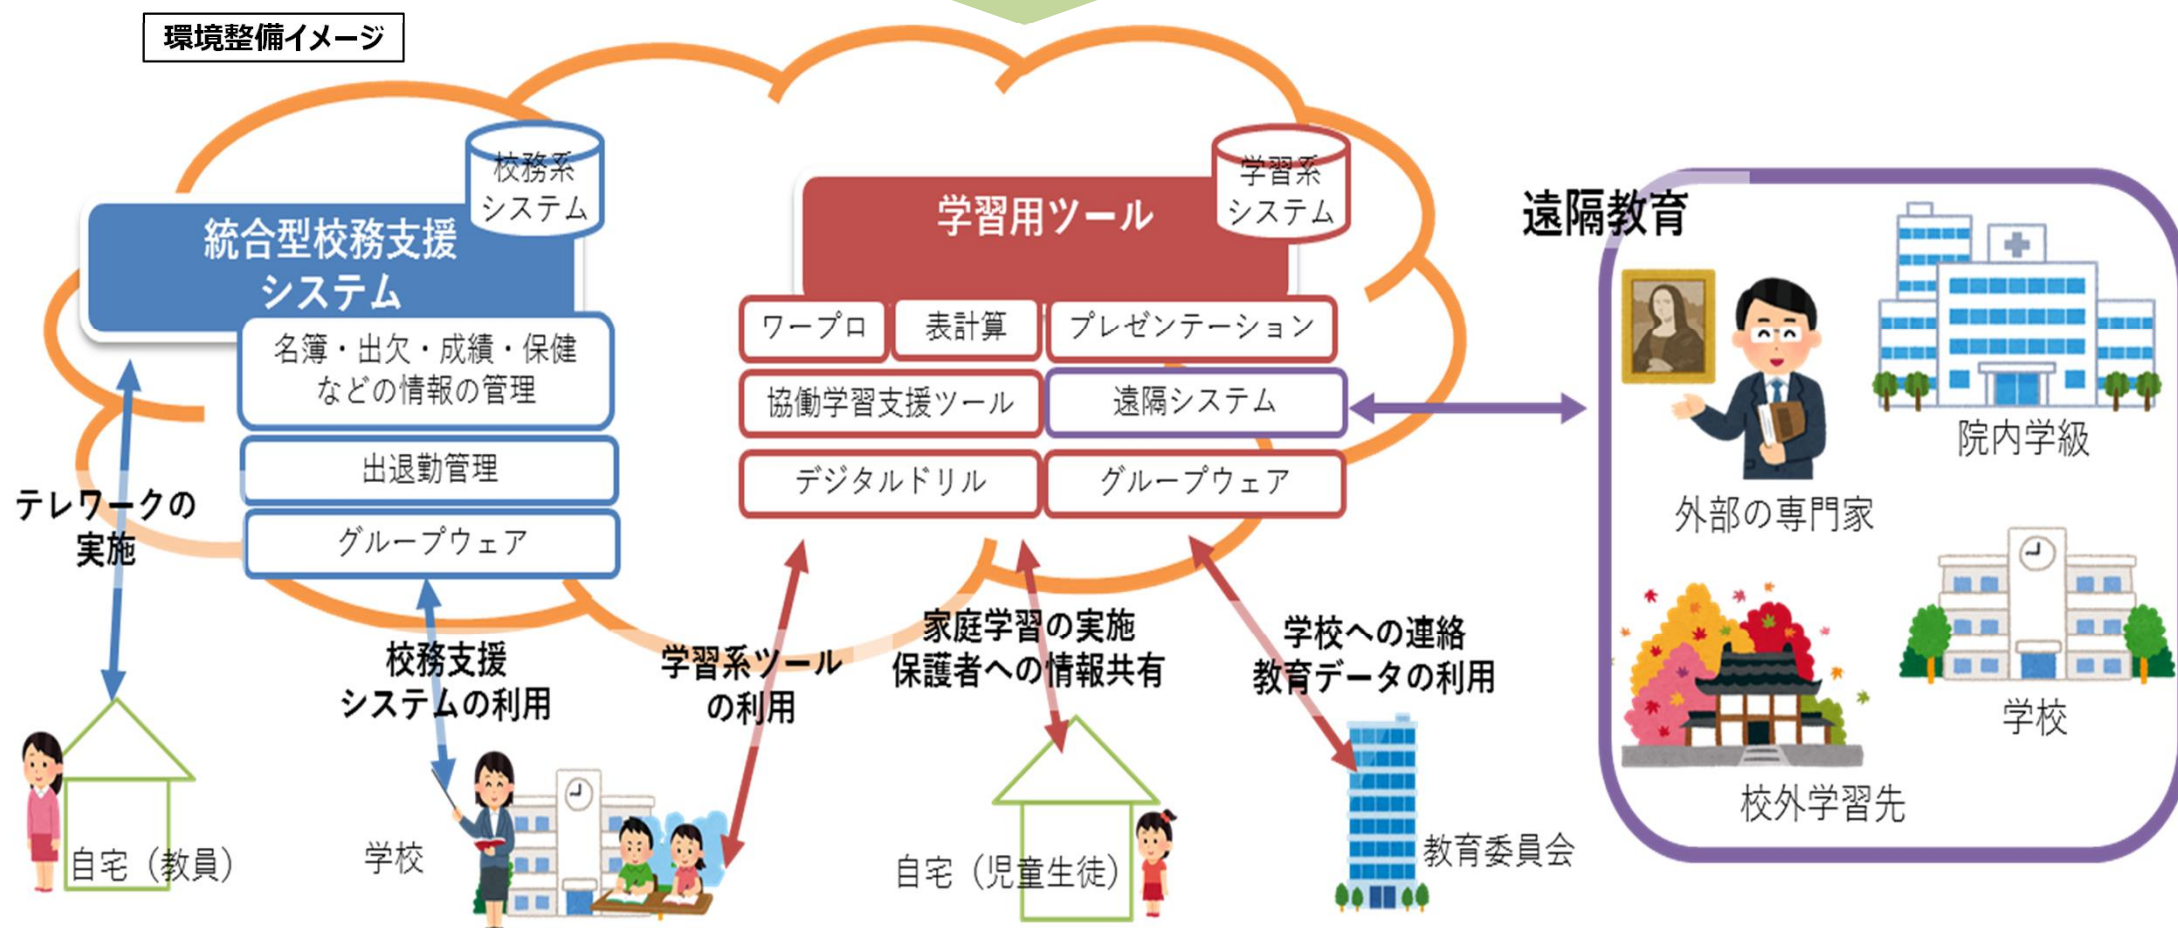 環境整備イメージ
校務系
システム
統合型校務支援
システム
名簿・出欠・成績・保健
などの情報の管理
出退勤管理
グループウェア
学習系
システム
学習用ツール
ワープロ
表計算
プレゼンテーション
協働学習支援ツール
遠隔システム
デジタルドリル
グループウェア
遠隔教育
外部の専門家
院内学級
学校
校外学習先
テレワークの
実施
校務支援
システムの利用
学習系ツール
の利用
家庭学習の実施
保護者への情報共有
学校への連絡
教育データの利用
自宅（教員）
学校
自宅（児童生徒）
教育委員会